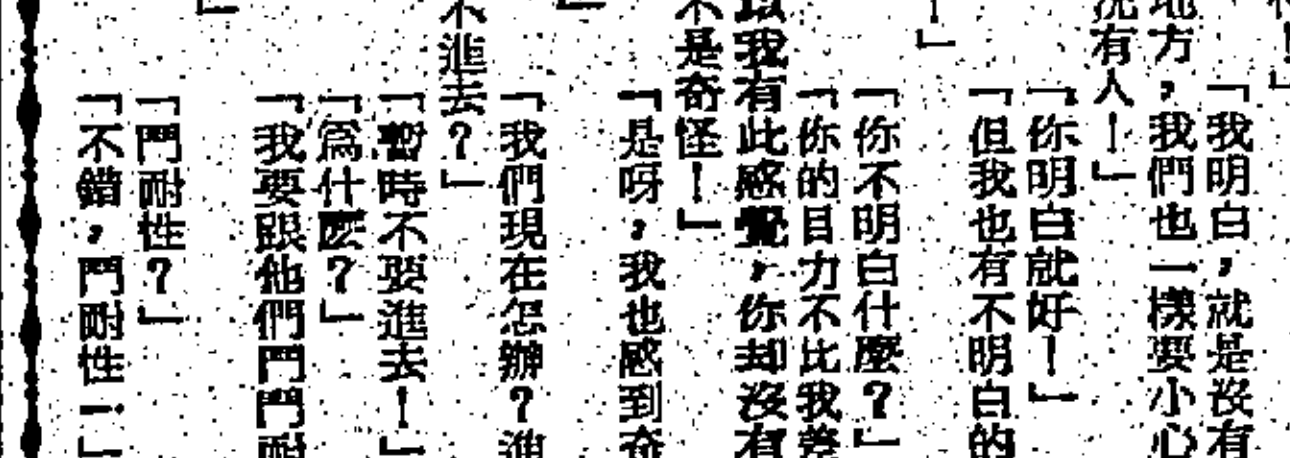 「我明白，就是沒有
地方，我們也一樣要小心
況有人！」
「你明白就好！」
「但我也有不明白的
！」
「你不明白什麼？」
「你的目力不比我差
以我有此感覺，你却沒有
不是奇怪！」
「是呀，我也感到奇
「我們現在怎辦？進
不進去？」
「暫時不要進去！」
「爲什麼？」
「我要跟他們鬥鬥耐
」
「鬥耐性？」
「不錯，鬥耐性！」